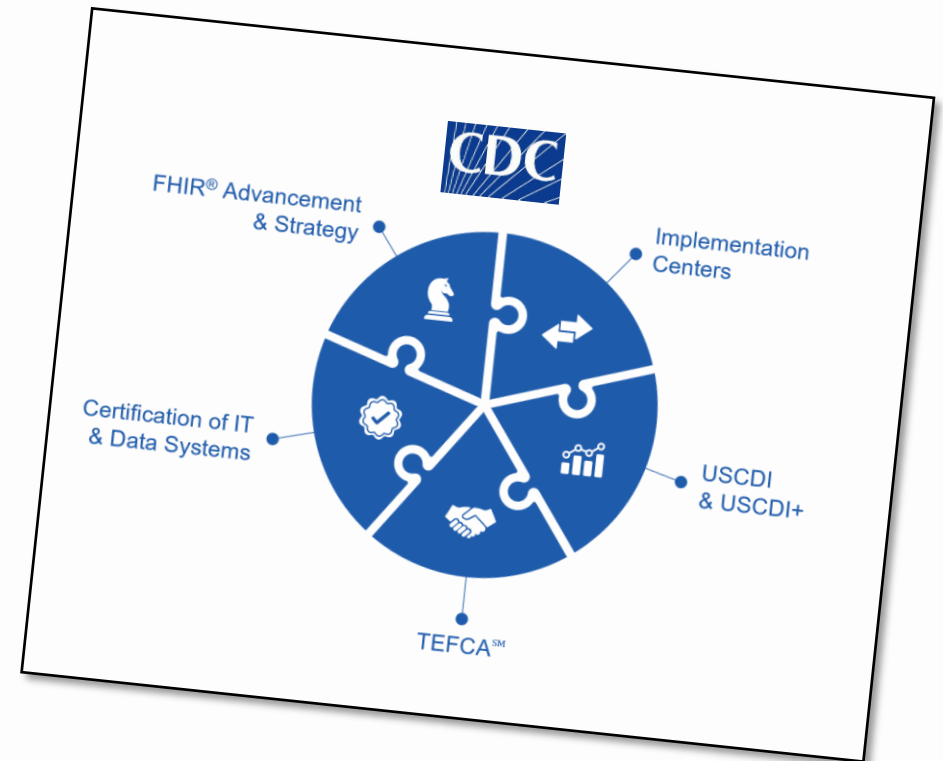 CDC
FHIR® Advancement
& Strategy
Implementation
Centers
Certification of IT
& Data Systems
USCDI
& USCDI+
TEFCA℠